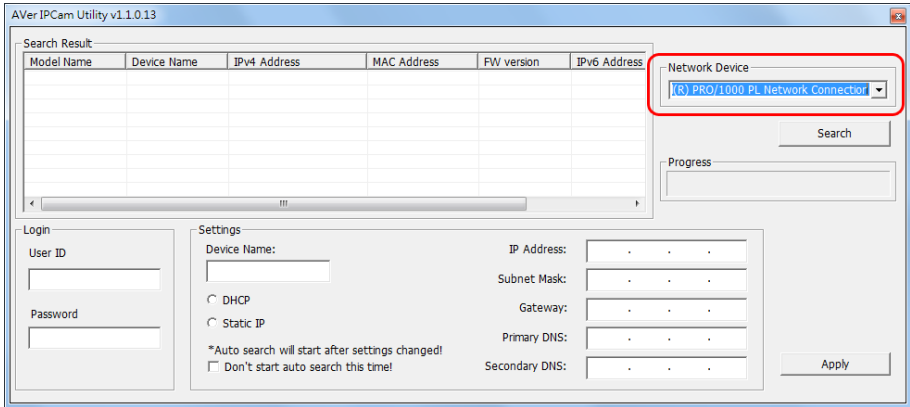 AVer IPCam Utility v1.1.0.13
Search Result
Model Name Device Name IPv4 Address MAC Address FW version IPv6 Address
Network Device
(R) PRO/1000 PL Network Connection
Search
Progress
Login
User ID
Password
Settings
Device Name:
DHCP
Static IP
*Auto search will start after settings changed!
Don't start auto search this time!
IP Address:
Subnet Mask:
Gateway:
Primary DNS:
Secondary DNS:
Apply